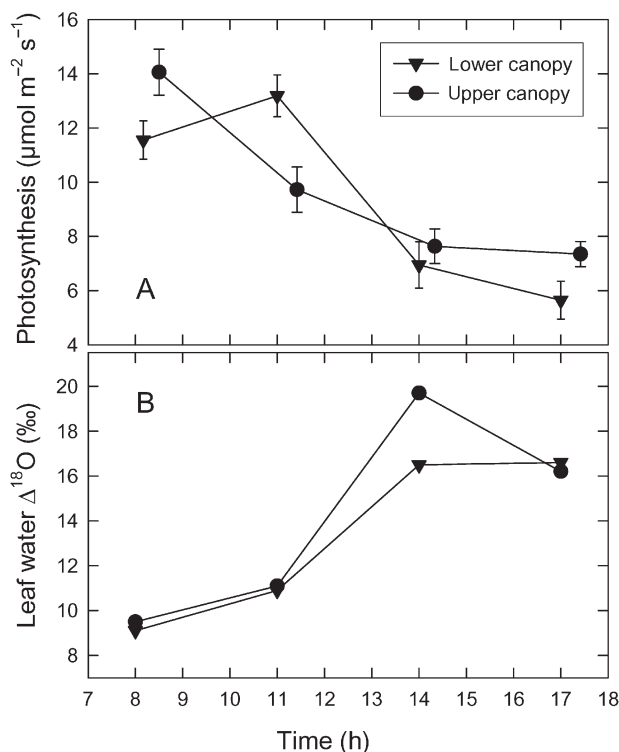 16
14
12
10
8
6
4
Photosynthesis (µmol m⁻² s⁻¹)
Lower canopy
Upper canopy
A
20
18
16
14
12
10
8
Leaf water Δ¹⁸O (‰)
B
7 8 9 10 11 12 13 14 15 16 17 18
Time (h)